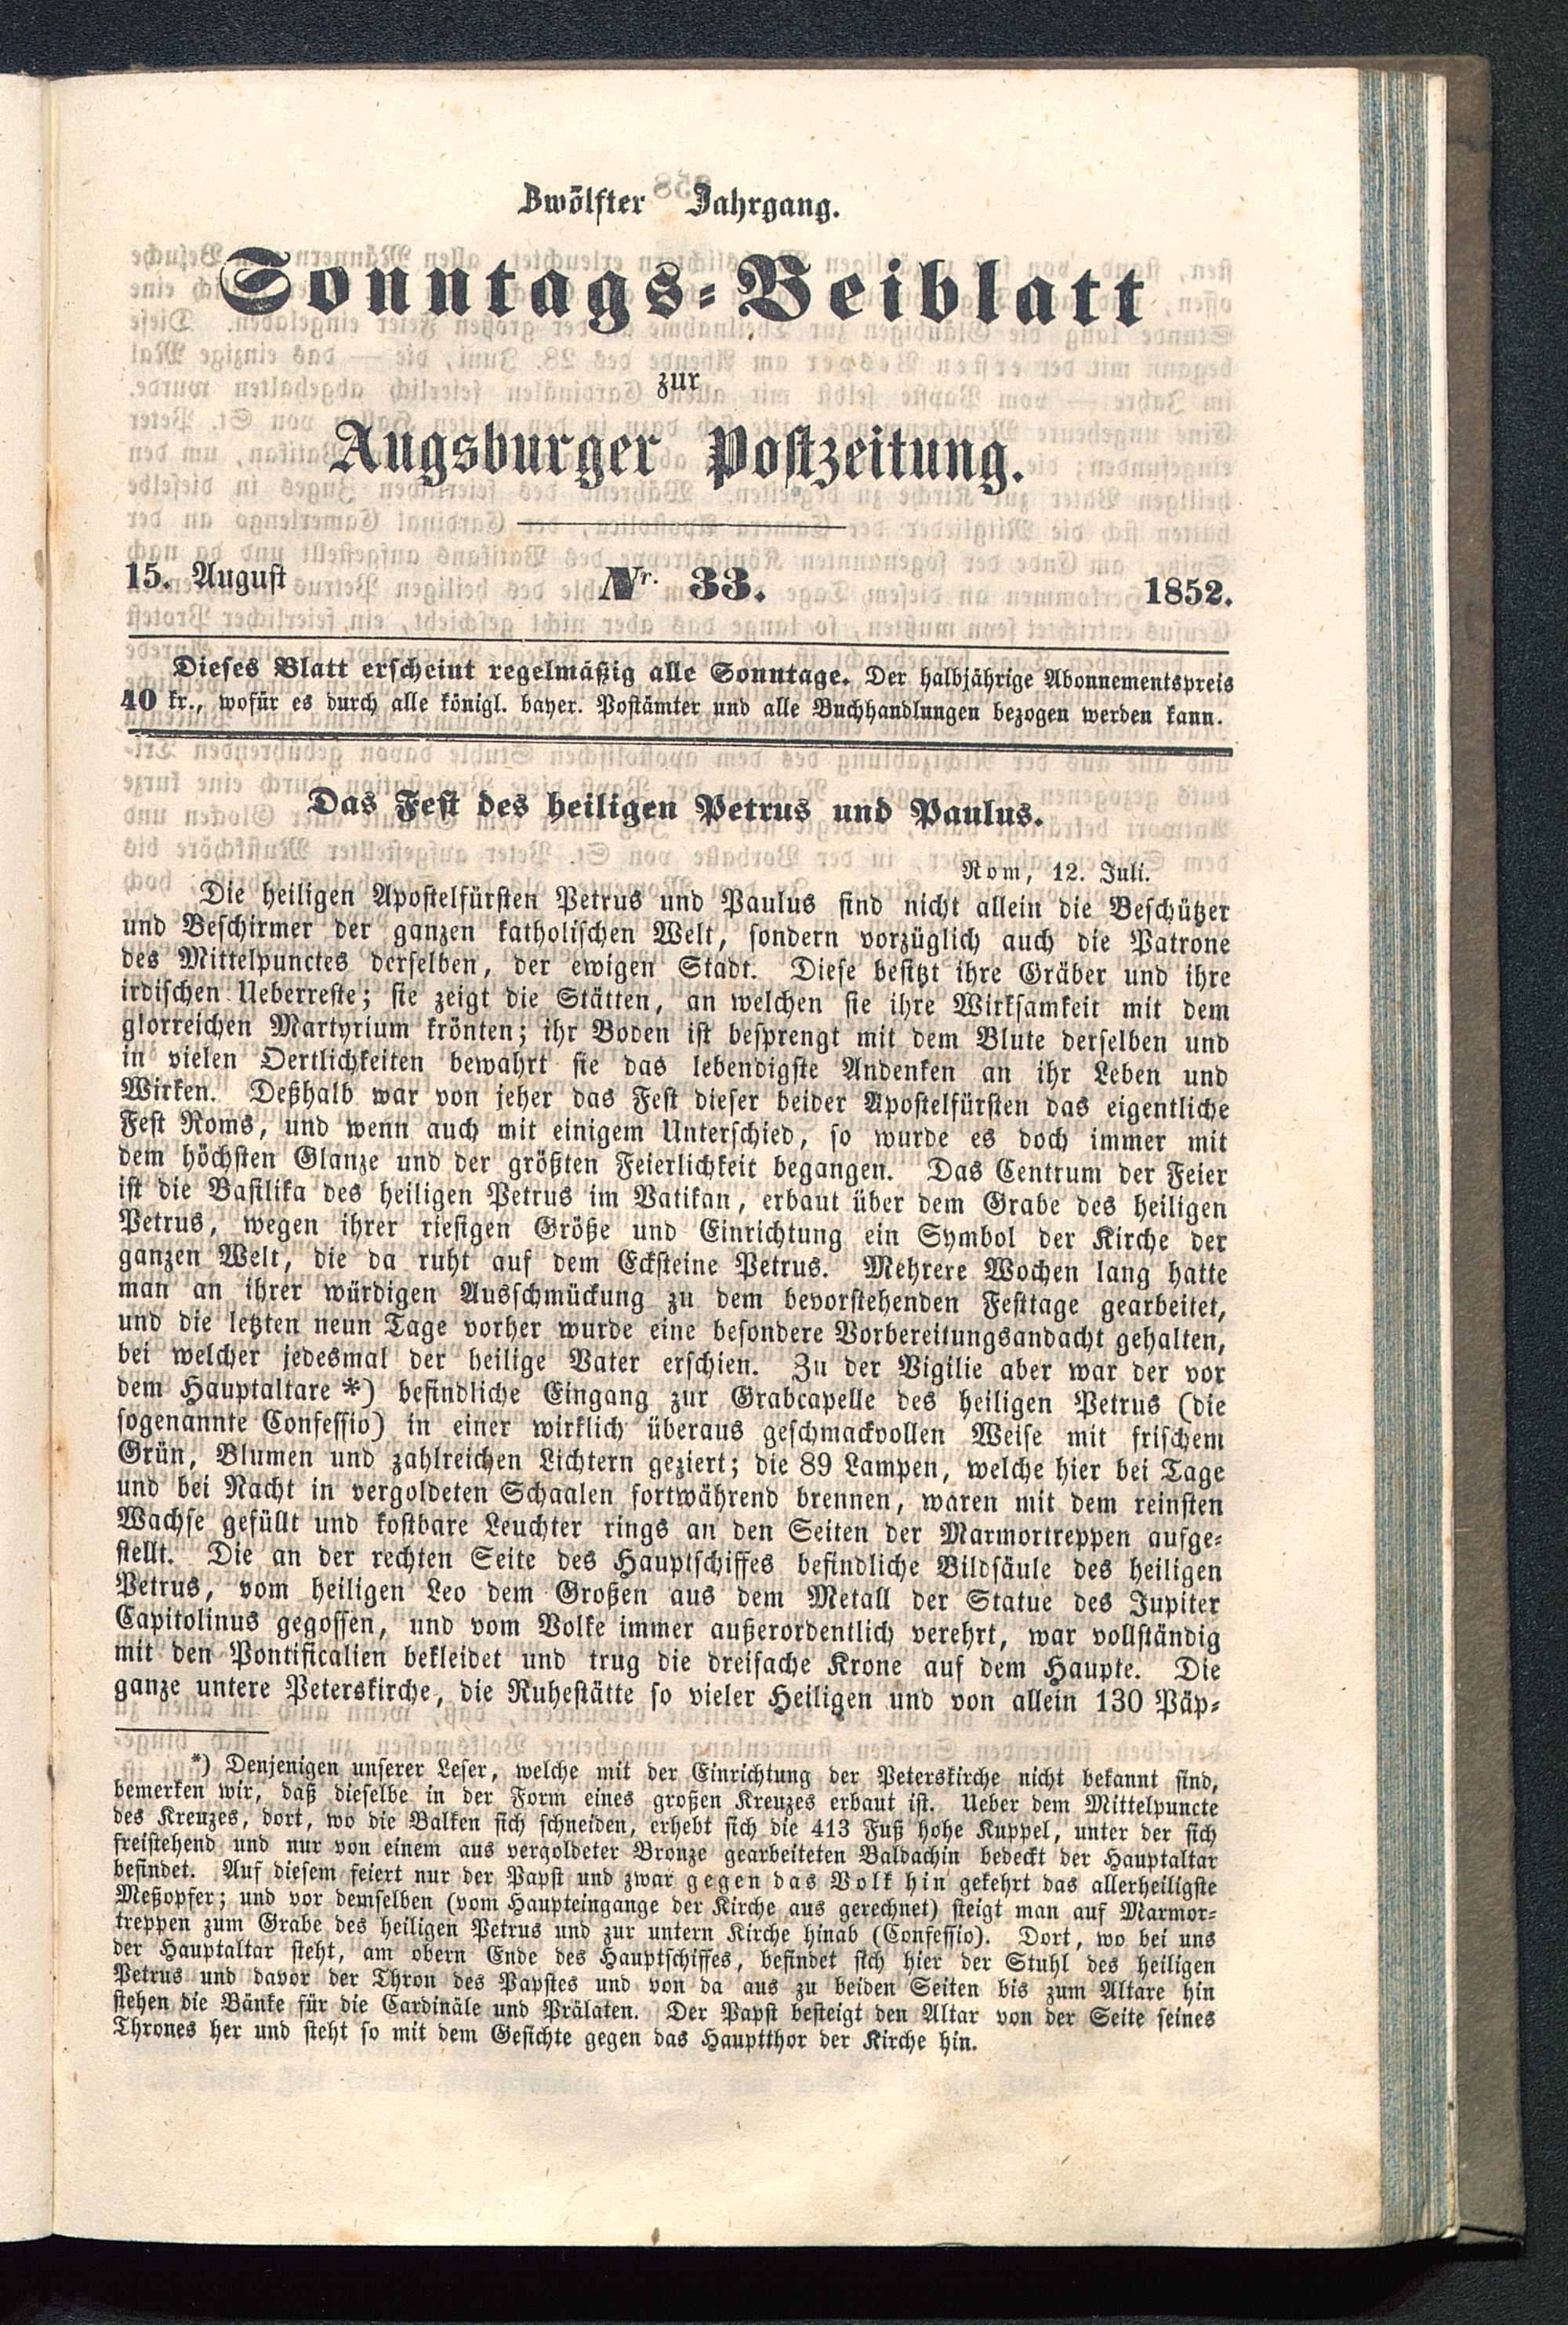 Zwölfter Jahrgang.
Sonntags-Beiblatt
zur
Augsburger Postzeitung.
15. August Nr. 33. 1852.
Dieses Blatt erscheint regelmäßig alle Sonntage. Der halbjährige Abonnementspreis
40 kr., wofür es durch alle königl. bayer. Postämter und alle Buchhandlungen bezogen werden kann.
Das Fest des heiligen Petrus und Paulus.
Rom, 12. Juli.
Die heiligen Apostelfürsten Petrus und Paulus sind nicht allein die Beschützer
und Beschirmer der ganzen katholischen Welt, sondern vorzüglich auch die Patrone
des Mittelpunctes derselben, der ewigen Stadt. Diese besitzt ihre Gräber und ihre
irdischen Ueberreste; sie zeigt die Stätten, an welchen sie ihre Wirksamkeit mit dem
glorreichen Martyrium krönten; ihr Boden ist besprengt mit dem Blute derselben und
in vielen Oertlichkeiten bewahrt sie das lebendigste Andenken an ihr Leben und
Wirken. Deßhalb war von jeher das Fest dieser beider Apostelfürsten das eigentliche
Fest Roms, und wenn auch mit einigem Unterschied, so wurde es doch immer mit
dem höchsten Glanze und der größten Feierlichkeit begangen. Das Centrum der Feier
ist die Basilika des heiligen Petrus im Vatikan, erbaut über dem Grabe des heiligen
Petrus, wegen ihrer riesigen Größe und Einrichtung ein Symbol der Kirche der
ganzen Welt, die da ruht auf dem Ecksteine Petrus. Mehrere Wochen lang hatte
man an ihrer würdigen Ausschmückung zu dem bevorstehenden Festtage gearbeitet,
und die letzten neun Tage vorher wurde eine besondere Vorbereitungsandacht gehalten,
bei welcher jedesmal der heilige Vater erschien. Zu der Vigilie aber war der vor
dem Hauptaltare *) befindliche Eingang zur Grabcapelle des heiligen Petrus (die
sogenannte Confessio) in einer wirklich überaus geschmackvollen Weise mit frischem
Grün, Blumen und zahlreichen Lichtern geziert; die 89 Lampen, welche hier bei Tage
und bei Nacht in vergoldeten Schaalen fortwährend brennen, waren mit dem reinsten
Wachse gefüllt und kostbare Leuchter rings an den Seiten der Marmortreppen aufge-
stellt. Die an der rechten Seite des Hauptschiffes befindliche Bildsäule des heiligen
Petrus, vom heiligen Leo dem Großen aus dem Metall der Statue des Jupiter
Capitolinus gegossen, und vom Volke immer außerordentlich verehrt, war vollständig
mit den Pontificalien bekleidet und trug die dreifache Krone auf dem Haupte. Die
ganze untere Peterskirche, die Ruhestätte so vieler Heiligen und von allein 130 Päp-
*) Denjenigen unserer Leser, welche mit der Einrichtung der Peterskirche nicht bekannt sind,
bemerken wir, daß dieselbe in der Form eines großen Kreuzes erbaut ist. Ueber dem Mittelpuncte
des Kreuzes, dort, wo die Balken sich schneiden, erhebt sich die 413 Fuß hohe Kuppel, unter der sich
freistehend und nur von einem aus vergoldeter Bronze gearbeiteten Baldachin bedeckt der Hauptaltar
befindet. Auf diesem feiert nur der Papst und zwar gegen das Volk hin gekehrt das allerheiligste
Meßopfer; und vor demselben (vom Haupteingange der Kirche aus gerechnet) steigt man auf Marmor-
treppen zum Grabe des heiligen Petrus und zur untern Kirche hinab (Confessio). Dort, wo bei uns
der Hauptaltar steht, am obern Ende des Hauptschiffes, befindet sich hier der Stuhl des heiligen
Petrus und davor der Thron des Papstes und von da aus zu beiden Seiten bis zum Altare hin
stehen die Bänke für die Cardinäle und Prälaten. Der Papst besteigt den Altar von der Seite seines
Thrones her und steht so mit dem Gesichte gegen das Hauptthor der Kirche hin.